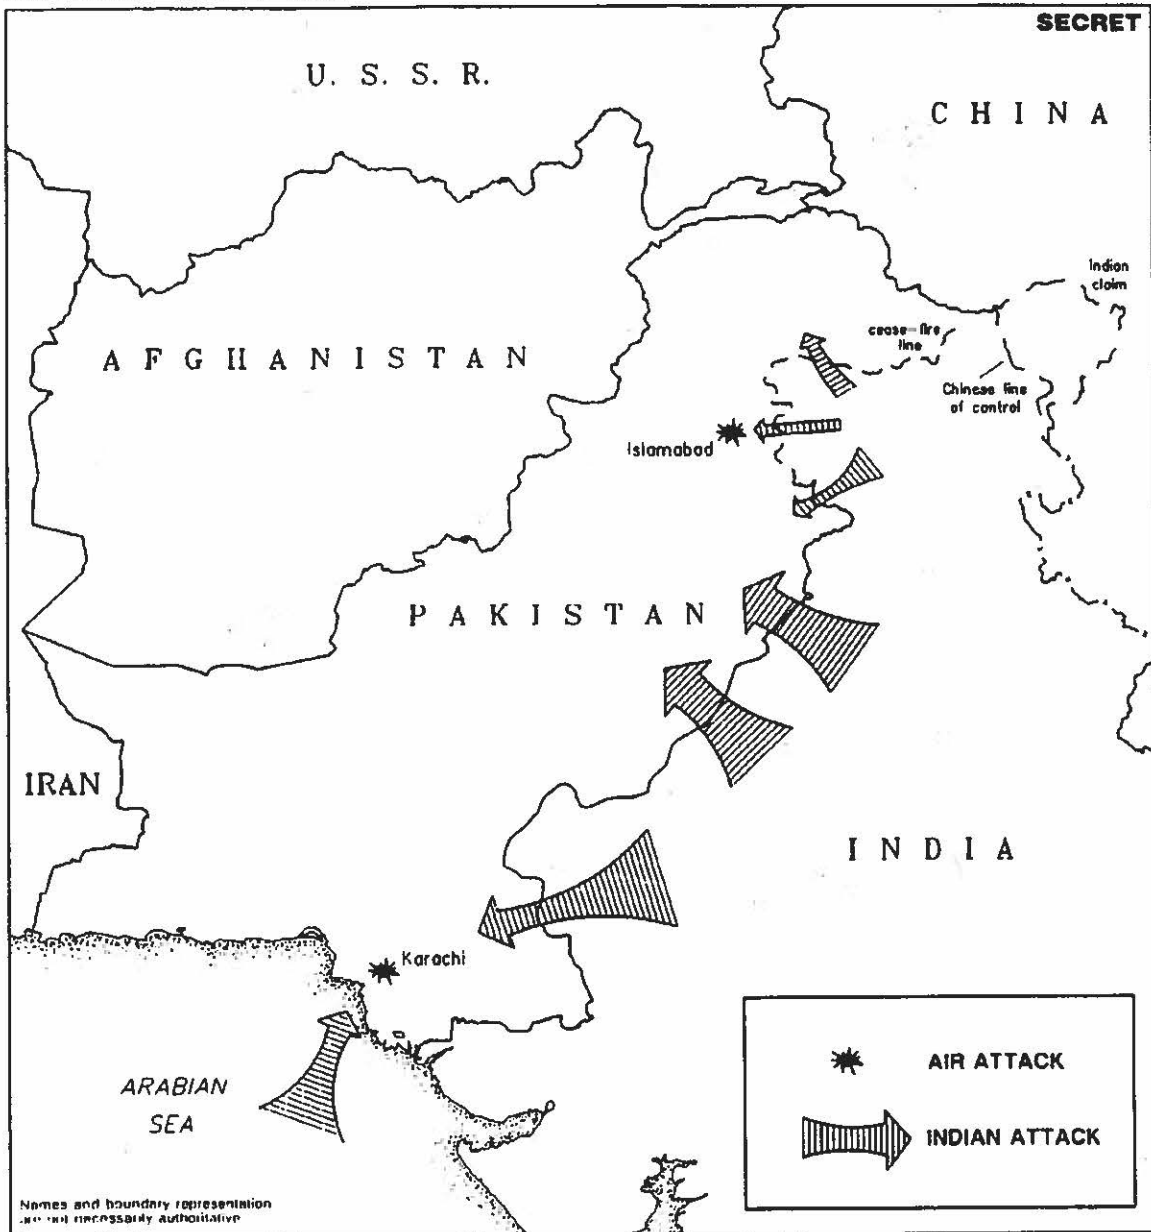 SECRET
U. S. S. R.
CHINA
Indian
claim
cease-fire
line
AFGHANISTAN
Chinese line
of control
Islamabad
PAKISTAN
IRAN
INDIA
Karachi
ARABIAN
SEA
AIR ATTACK
INDIAN ATTACK
Names and boundary representation
are not necessarily authoritative